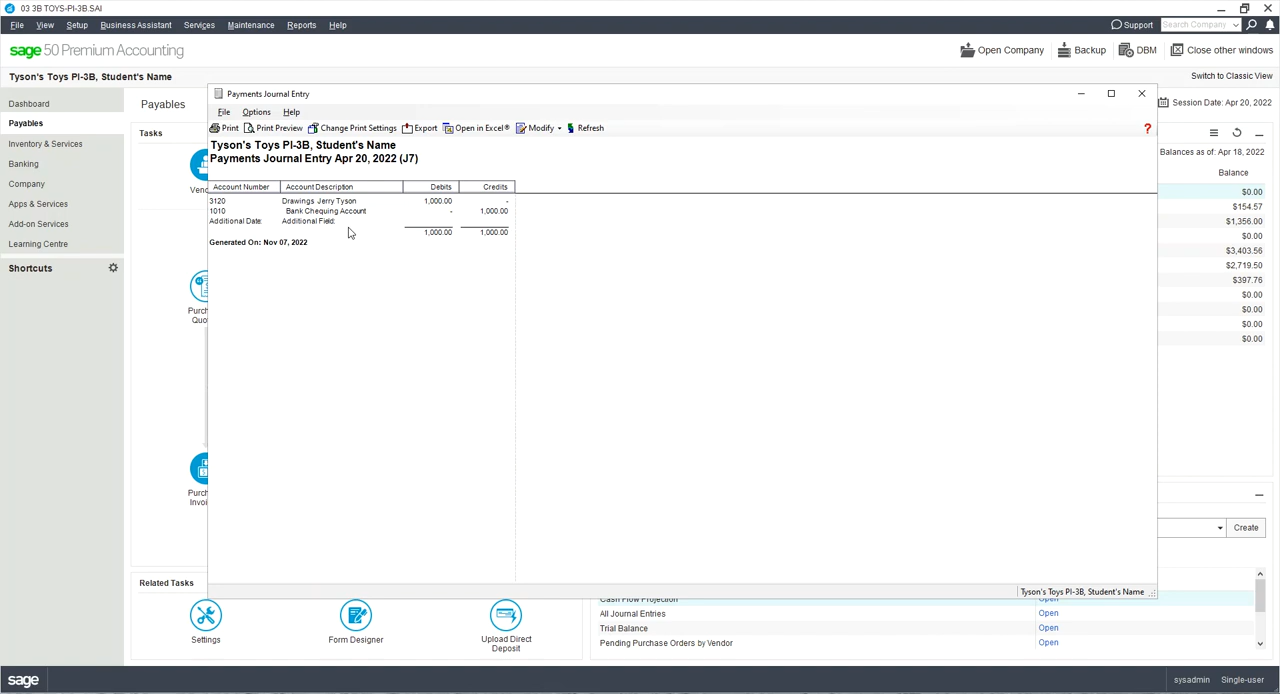 03 3B TOYS-PI-3B.SAI
File View Setup Business Assistant Services Maintenance Reports Help
Support Search Company
sage 50 Premium Accounting
Open Company Backup DBM Close other windows
Tyson's Toys PI-3B, Student's Name
Switch to Classic View
Dashboard
Payables
Inventory & Services
Banking
Company
Apps & Services
Add-on Services
Learning Centre
Shortcuts
Payables
Session Date: Apr 20, 2022
Tasks
Balances as of: Apr 18, 2022
Balance
$0.00
$154.57
$1,356.00
$0.00
$3,403.56
$2,719.50
$397.76
$0.00
$0.00
$0.00
$0.00
Payments Journal Entry
File Options Help
Print Print Preview Change Print Settings Export Open in Excel® Modify Refresh
?
Tyson's Toys PI-3B, Student's Name
Payments Journal Entry Apr 20, 2022 (J7)
Account Number Account Description Debits Credits
3120 Drawings Jerry Tyson 1,000.00 -
1010 Bank Chequing Account - 1,000.00
Additional Date: Additional Field:
1,000.00 1,000.00
Generated On: Nov 07, 2022
Tyson's Toys PI-3B, Student's Name
Create
Related Tasks
Settings
Form Designer
Upload Direct
Deposit
Cash Flow Projection Open
All Journal Entries Open
Trial Balance Open
Pending Purchase Orders by Vendor Open
sage
sysadmin Single-user